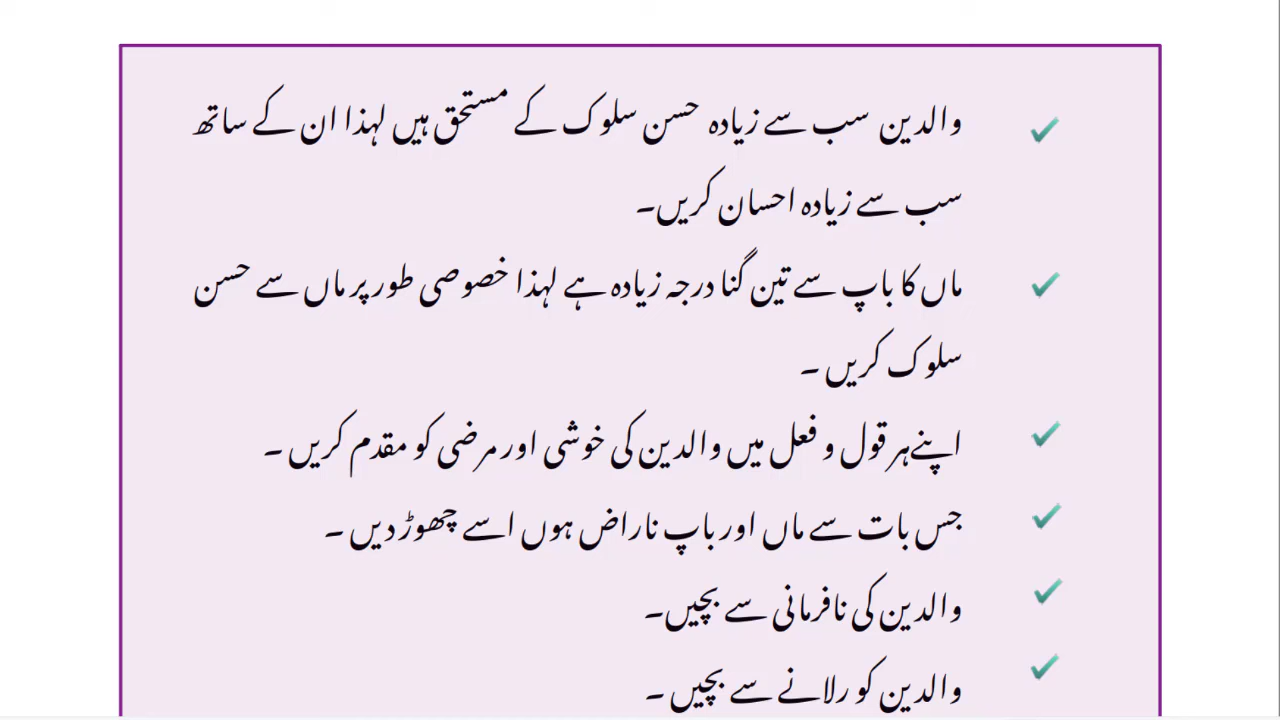 والدین سب سے زیادہ حسن سلوک کے مستحق ہیں لہذا ان کے ساتھ
سب سے زیادہ احسان کریں۔
ماں کا باپ سے تین گنا درجہ زیادہ ہے لہذا خصوصی طور پر ماں سے حسن
سلوک کریں ۔
اپنے ہر قول و فعل میں والدین کی خوشی اور مرضی کو مقدم کریں ۔
جس بات سے ماں اور باپ ناراض ہوں اسے چھوڑ دیں ۔
والدین کی نافرمانی سے بچیں۔
والدین کو رلانے سے بچیں ۔